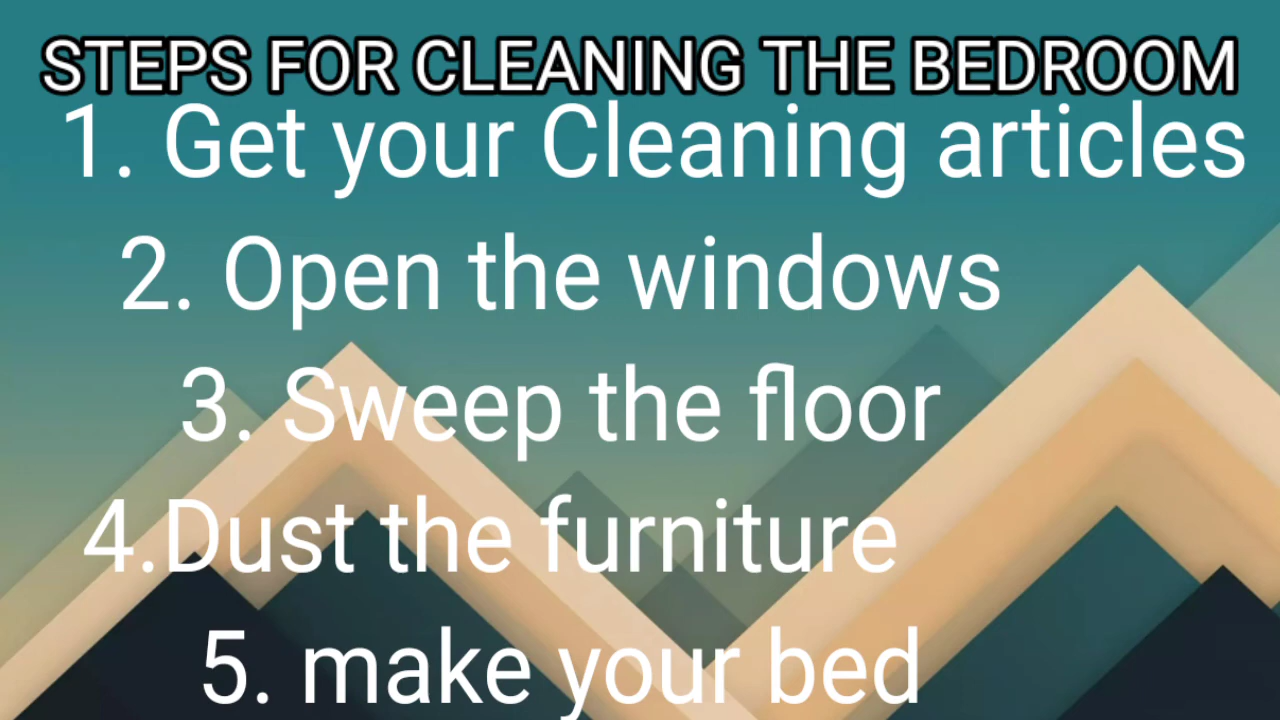 STEPS FOR CLEANING THE BEDROOM
1. Get your Cleaning articles
2. Open the windows
3. Sweep the floor
4.Dust the furniture
5. make your bed